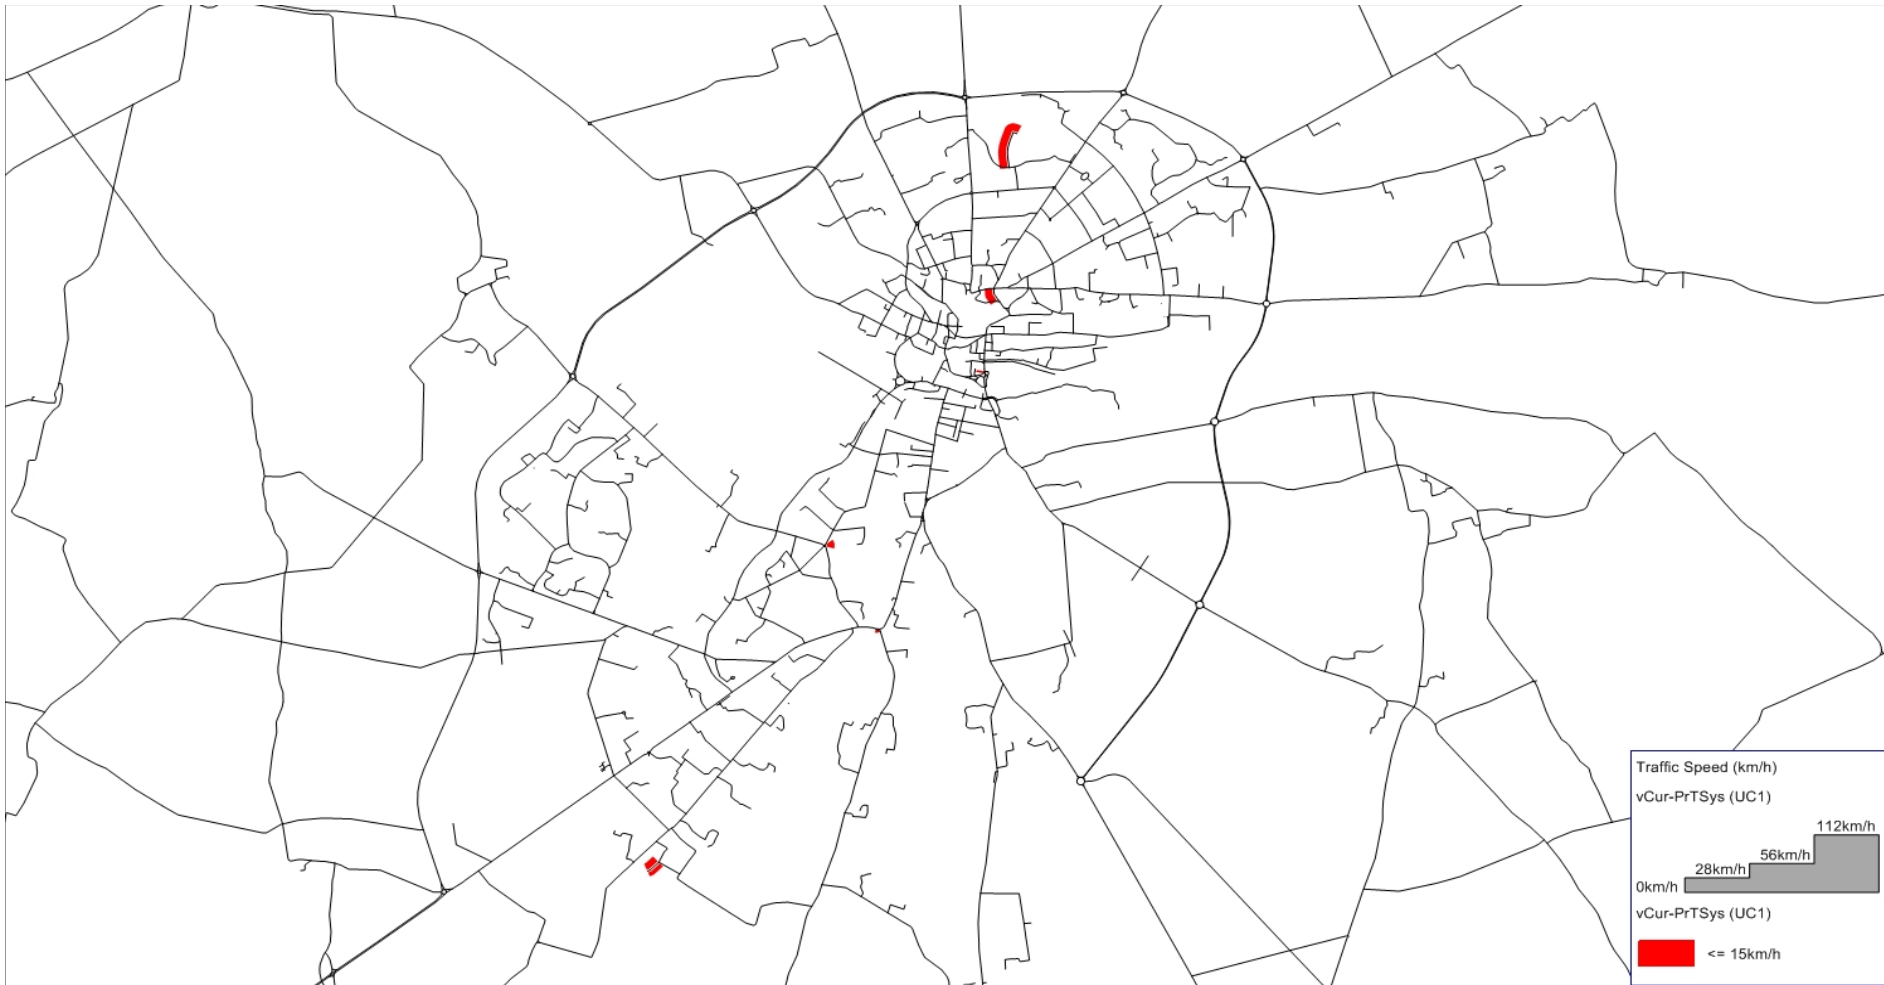 Traffic Speed (km/h)
vCur-PrTSys (UC1)
112km/h
56km/h
28km/h
0km/h
vCur-PrTSys (UC1)
<= 15km/h